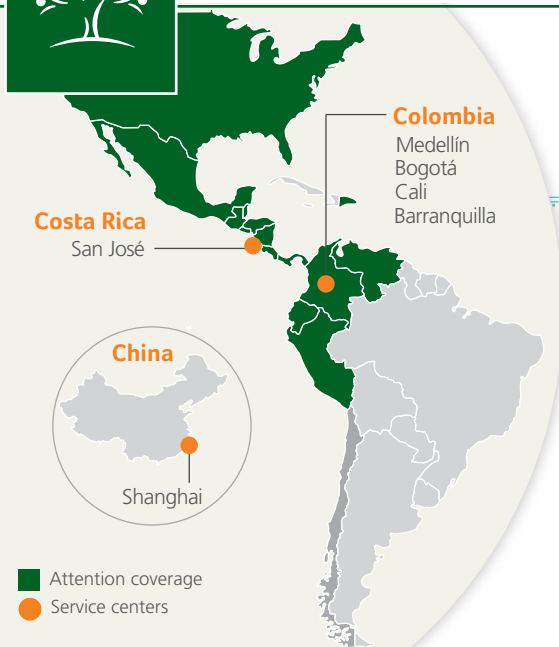 Colombia
Medellín
Bogotá
Cali
Barranquilla
Costa Rica
San José
China
Shanghai
Attention coverage
Service centers